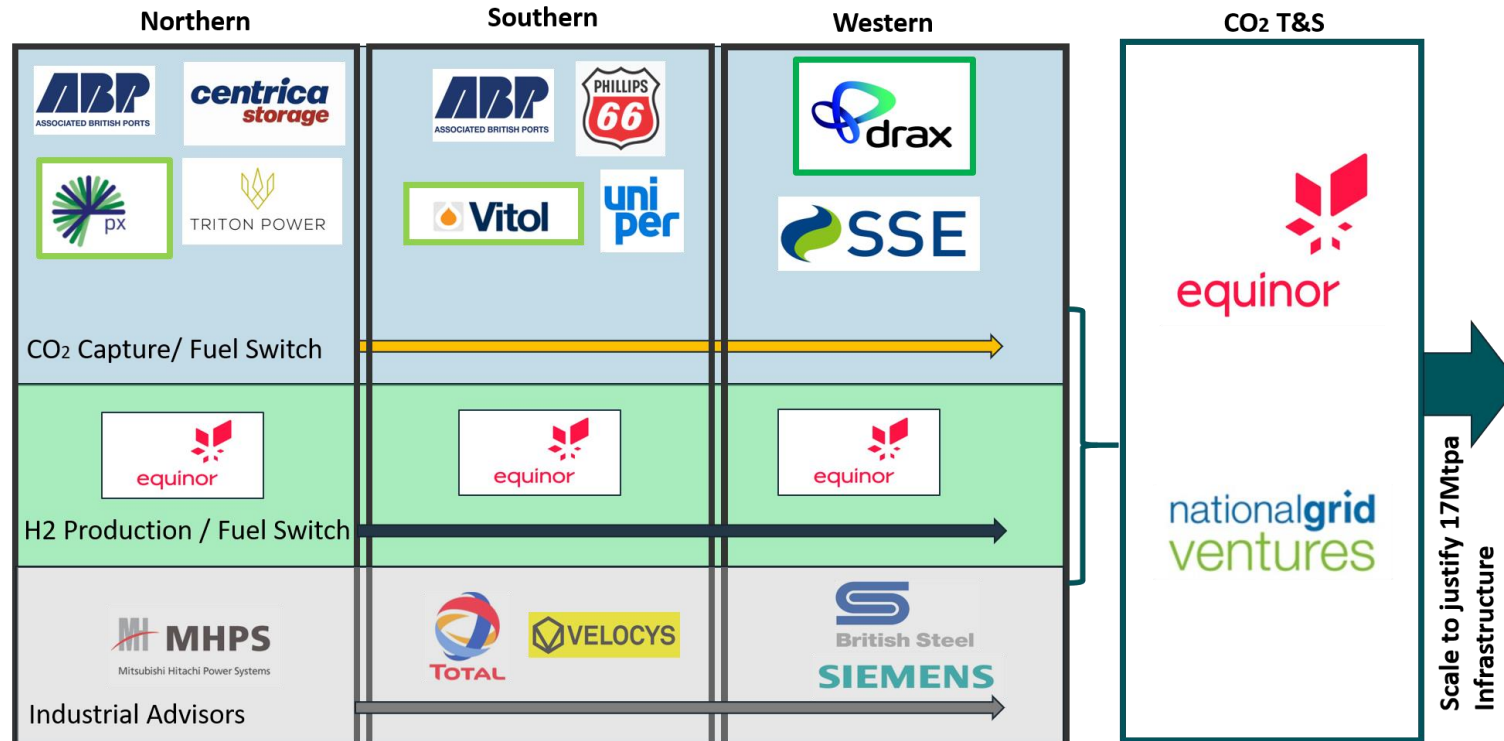 Northern
Southern
Western
CO₂ T&S
ABP
ASSOCIATED BRITISH PORTS
centrica
storage
px
TRITON POWER
ABP
ASSOCIATED BRITISH PORTS
PHILLIPS
66
Vitol
uni
per
drax
SSE
CO₂ Capture/ Fuel Switch
equinor
equinor
equinor
H2 Production / Fuel Switch
MHPS
Mitsubishi Hitachi Power Systems
TOTAL
VELOCYS
British Steel
SIEMENS
Industrial Advisors
equinor
nationalgrid
ventures
Scale to justify 17Mtpa
Infrastructure